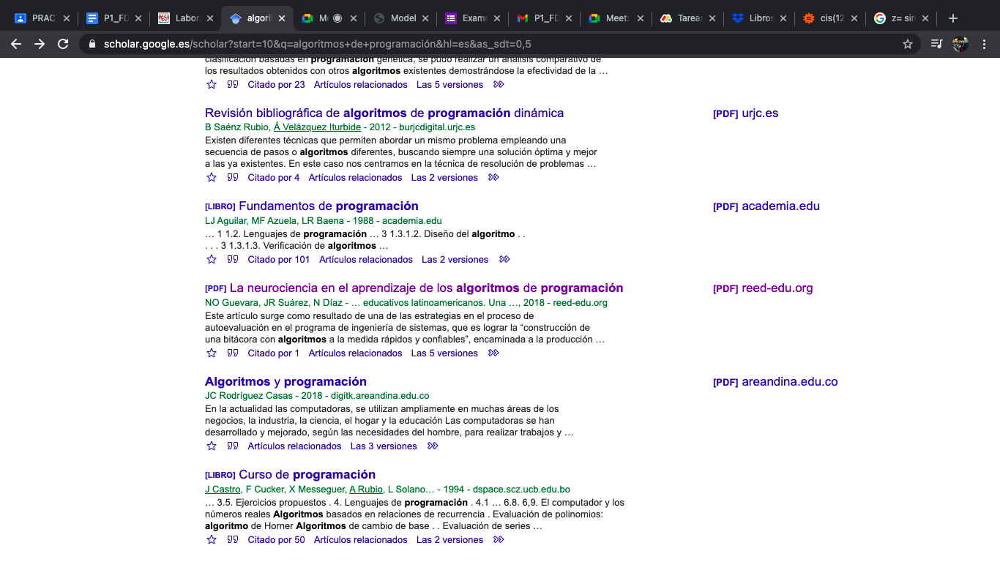 PRAC
P1_FD
Labor
algorit
Me
Model
Exame
P1_FD
Meet:
Tareas
Libros
cis(12
z= sin
scholar.google.es/scholar?start=10&q=algoritmos+de+programación&hl=es&as_sdt=0,5
clasificación basadas en programación genética, se pudo realizar un análisis comparativo de
los resultados obtenidos con otros algoritmos existentes demostrándose la efectividad de la …
Citado por 23 Artículos relacionados Las 5 versiones
Revisión bibliográfica de algoritmos de programación dinámica
[PDF] urjc.es
B Saénz Rubio, Á Velázquez Iturbide - 2012 - burjcdigital.urjc.es
Existen diferentes técnicas que permiten abordar un mismo problema empleando una
secuencia de pasos o algoritmos diferentes, buscando siempre una solución óptima y mejor
a las ya existentes. En este caso nos centramos en la técnica de resolución de problemas …
Citado por 4 Artículos relacionados Las 2 versiones
[LIBRO] Fundamentos de programación
[PDF] academia.edu
LJ Aguilar, MF Azuela, LR Baena - 1988 - academia.edu
… 1 1.2. Lenguajes de programación … 3 1.3.1.2. Diseño del algoritmo . .
. . . 3 1.3.1.3. Verificación de algoritmos …
Citado por 101 Artículos relacionados Las 2 versiones
[PDF] La neurociencia en el aprendizaje de los algoritmos de programación
[PDF] reed-edu.org
NO Guevara, JR Suárez, N Díaz - … educativos latinoamericanos. Una …, 2018 - reed-edu.org
Este artículo surge como resultado de una de las estrategias en el proceso de
autoevaluación en el programa de ingeniería de sistemas, que es lograr la “construcción de
una bitácora con algoritmos a la medida rápidos y confiables”, encaminada a la producción …
Citado por 1 Artículos relacionados Las 5 versiones
Algoritmos y programación
[PDF] areandina.edu.co
JC Rodríguez Casas - 2018 - digitk.areandina.edu.co
En la actualidad las computadoras, se utilizan ampliamente en muchas áreas de los
negocios, la industria, la ciencia, el hogar y la educación Las computadoras se han
desarrollado y mejorado, según las necesidades del hombre, para realizar trabajos y …
Artículos relacionados Las 3 versiones
[LIBRO] Curso de programación
J Castro, F Cucker, X Messeguer, A Rubio, L Solano… - 1994 - dspace.scz.ucb.edu.bo
… 3.5. Ejercicios propuestos . 4. Lenguajes de programación . 4.1 … 6.8. 6,9. El computador y los
números reales Algoritmos basados en relaciones de recurrencia . Evaluación de polinomios:
algoritmo de Horner Algoritmos de cambio de base . . Evaluación de series …
Citado por 50 Artículos relacionados Las 2 versiones